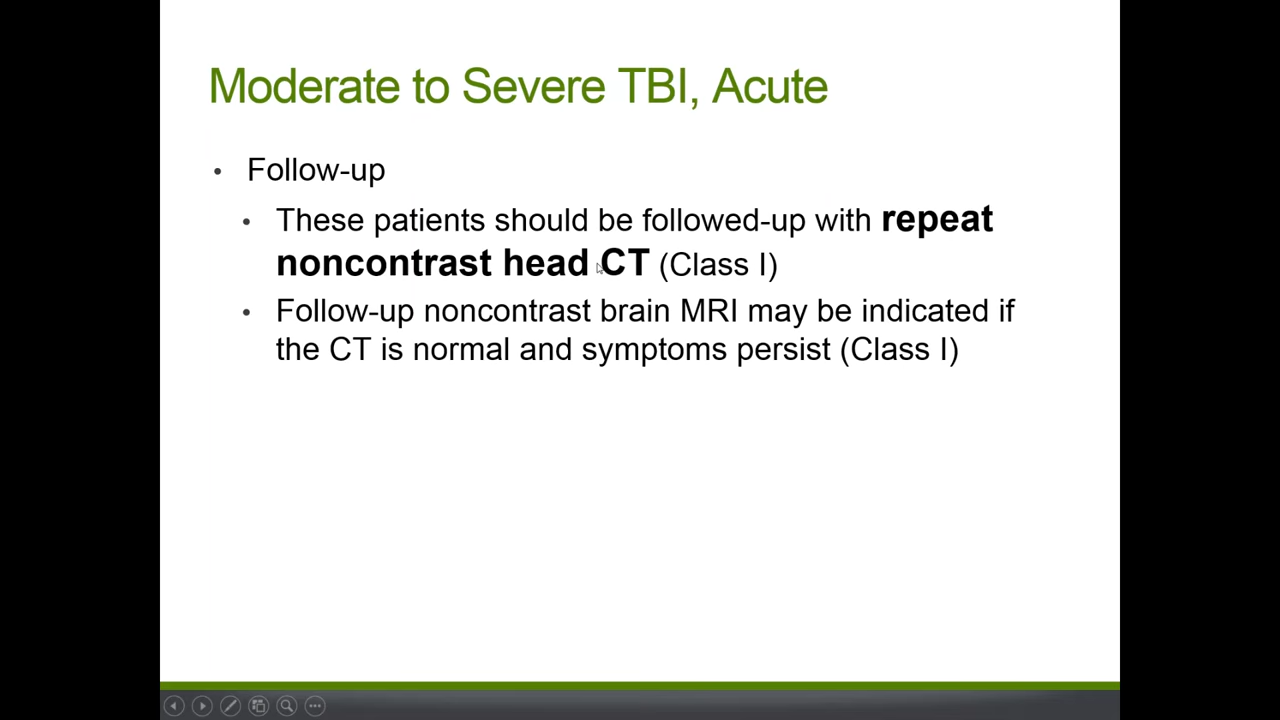 Moderate to Severe TBI, Acute
• Follow-up
• These patients should be followed-up with repeat
noncontrast head CT (Class I)
• Follow-up noncontrast brain MRI may be indicated if
the CT is normal and symptoms persist (Class I)